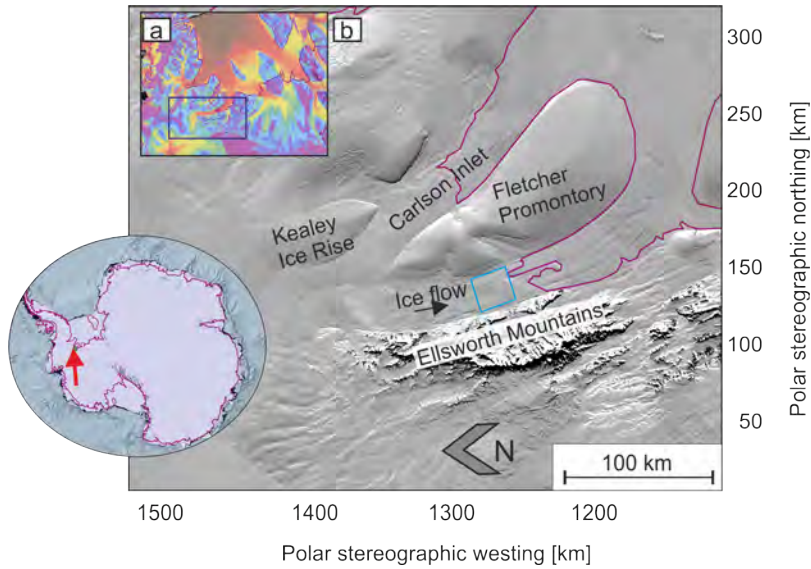 a
b
320
250
200
150
100
50
Polar stereographic northing [km]
Carlson Inlet
Fletcher
Promontory
Kealey
Ice Rise
Ice flow
Ellsworth Mountains
N
100 km
1500
1400
1300
1200
Polar stereographic westing [km]